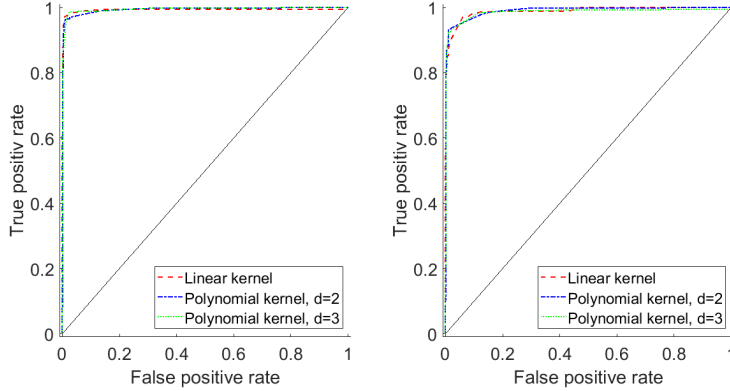 1
0.8
0.6
0.4
0.2
0
True positiv rate
0 0.2 0.4 0.6 0.8 1
False positive rate
Linear kernel
Polynomial kernel, d=2
Polynomial kernel, d=3
1
0.8
0.6
0.4
0.2
0
True positiv rate
0 0.2 0.4 0.6 0.8 1
False positive rate
Linear kernel
Polynomial kernel, d=2
Polynomial kernel, d=3